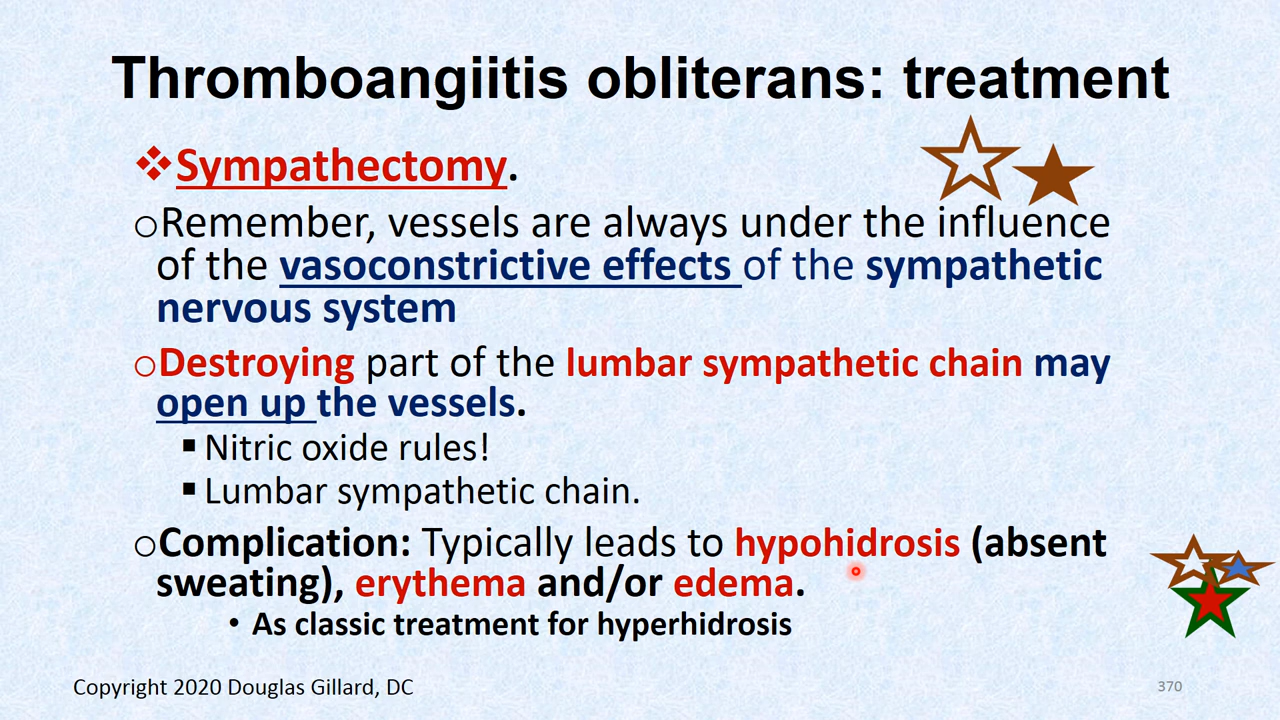 Thromboangiitis obliterans: treatment
❖Sympathectomy.
oRemember, vessels are always under the influence
of the vasoconstrictive effects of the sympathetic
nervous system
oDestroying part of the lumbar sympathetic chain may
open up the vessels.
▪ Nitric oxide rules!
▪ Lumbar sympathetic chain.
oComplication: Typically leads to hypohidrosis (absent
sweating), erythema and/or edema.
• As classic treatment for hyperhidrosis
Copyright 2020 Douglas Gillard, DC
370